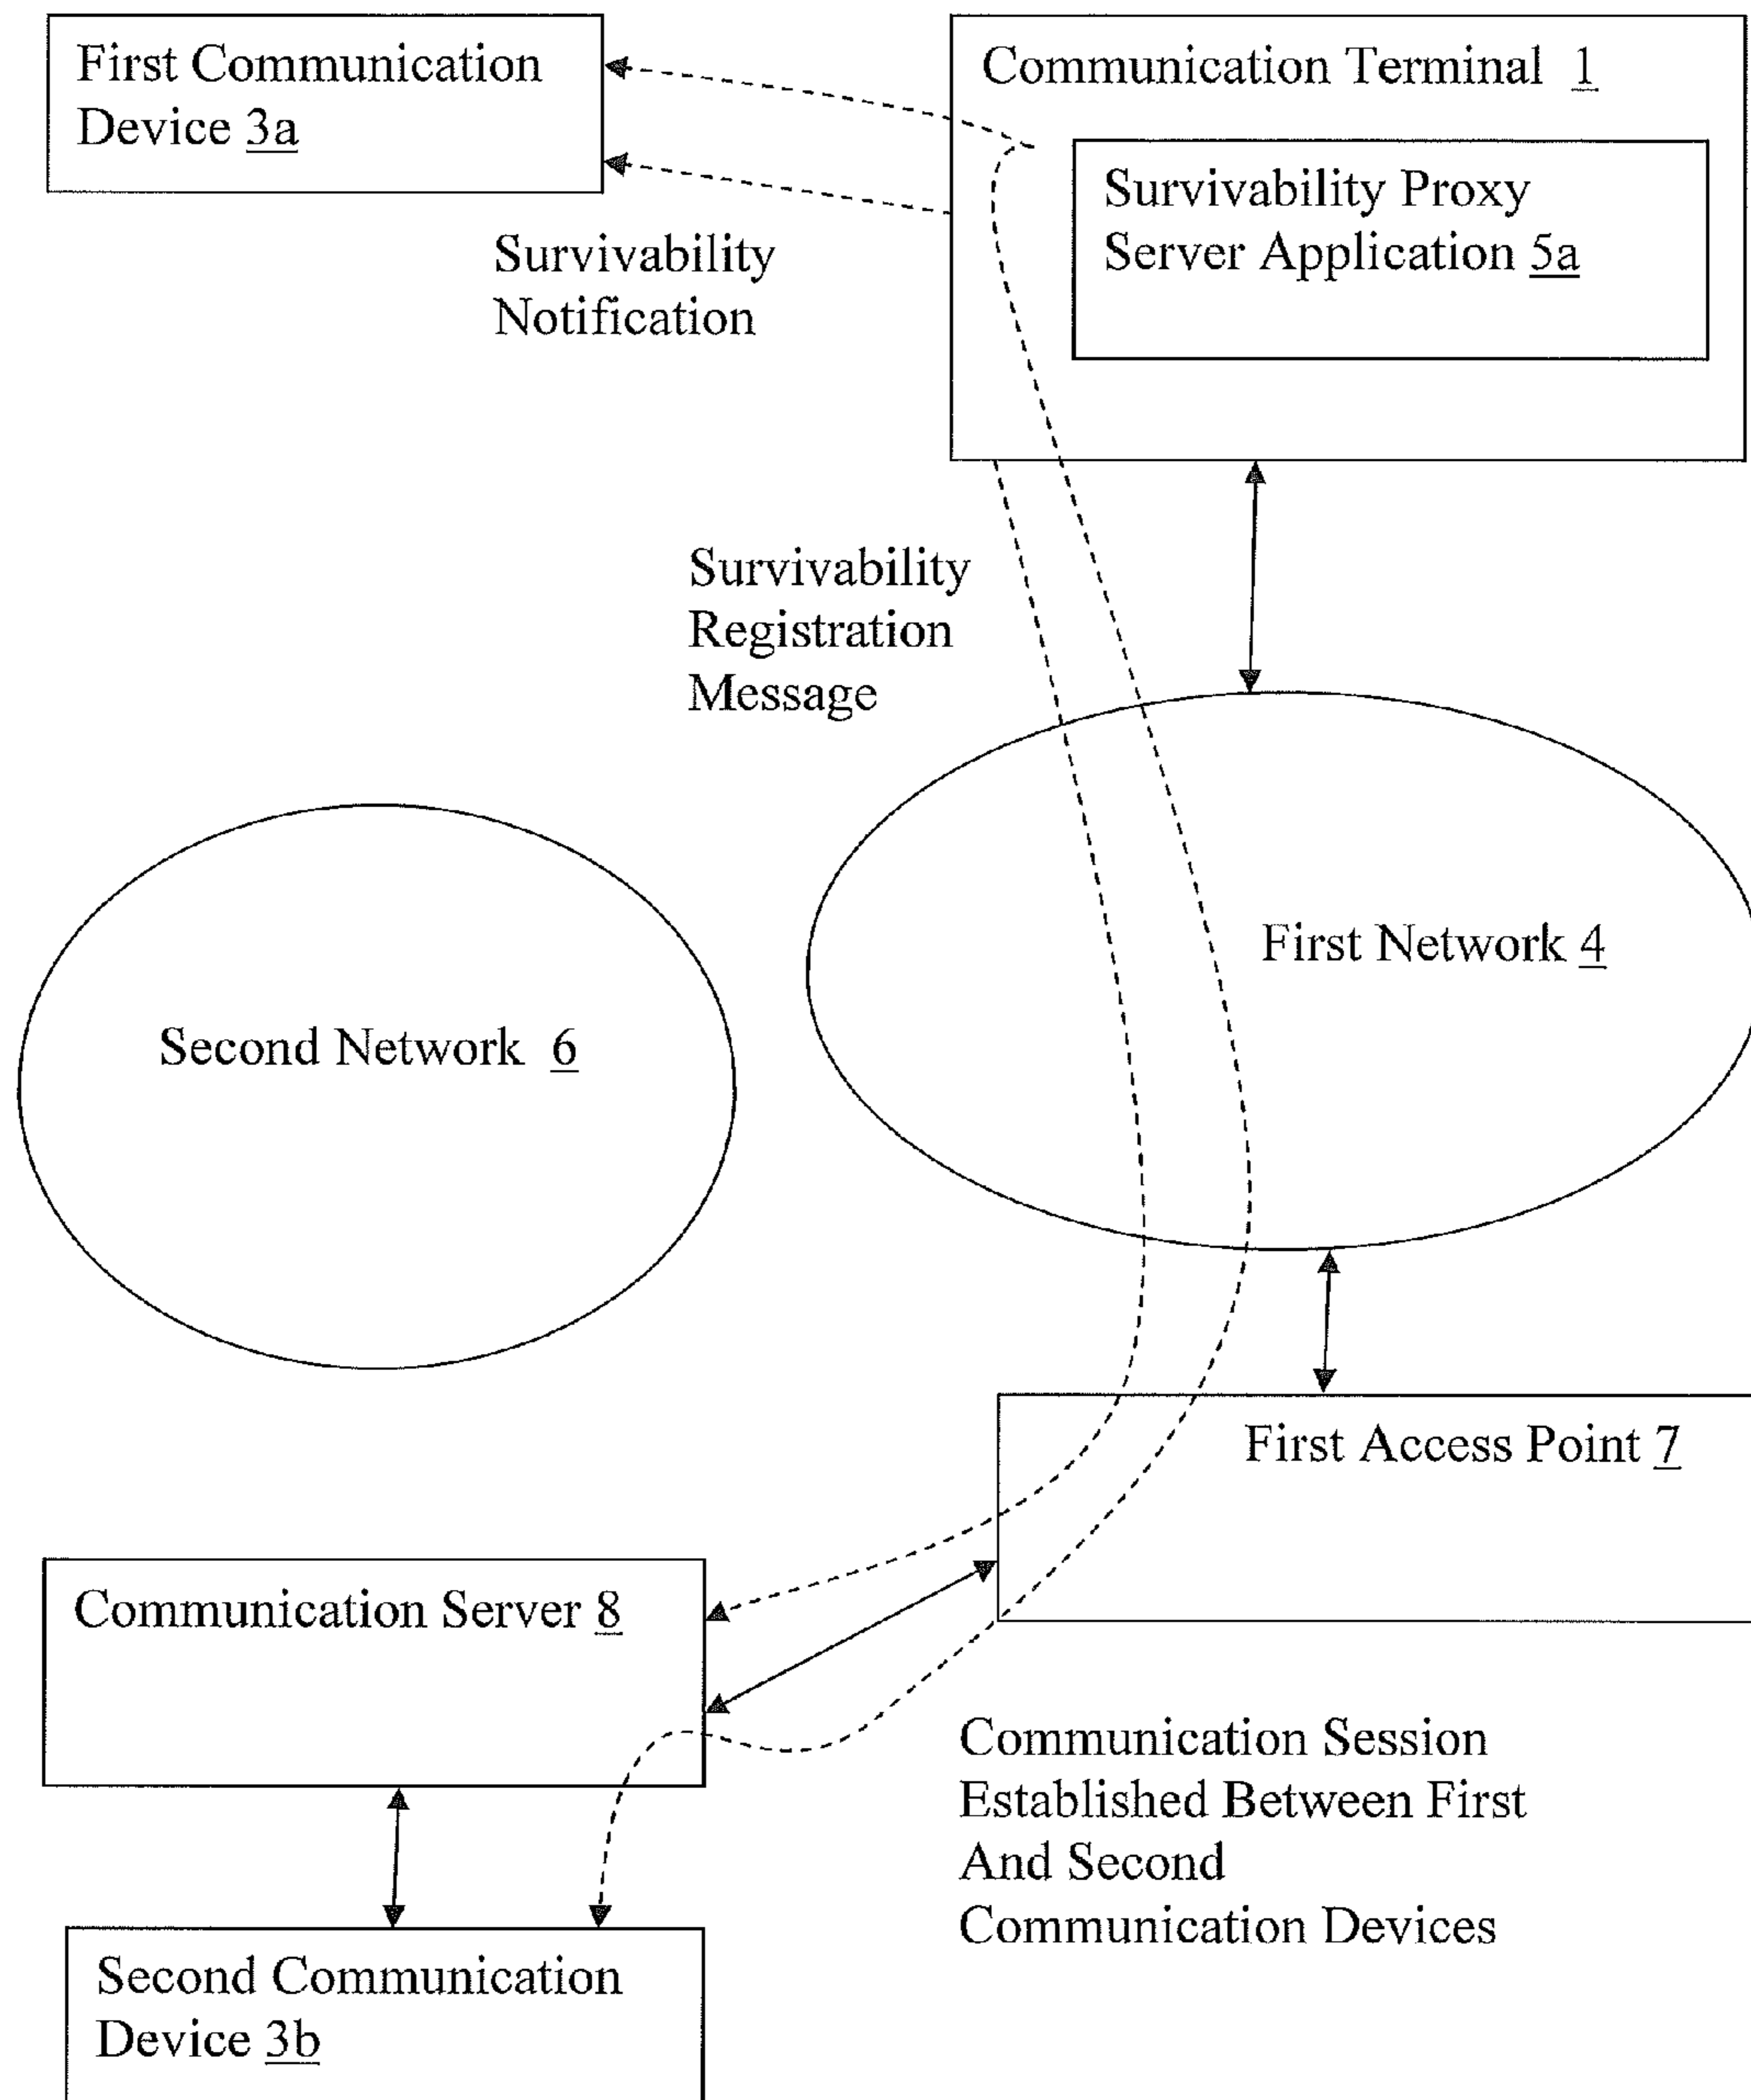 First Communication
Device 3a
Communication Terminal 1
Survivability Proxy
Server Application 5a
Survivability
Notification
Survivability
Registration
Message
First Network 4
Second Network 6
First Access Point 7
Communication Server 8
Communication Session
Established Between First
And Second
Communication Devices
Second Communication
Device 3b